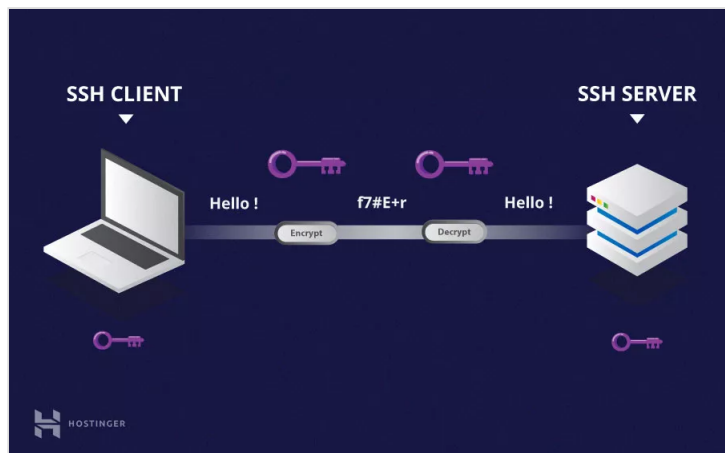 SSH CLIENT
SSH SERVER
Hello !
f7#E+r
Hello !
Encrypt
Decrypt
HOSTINGER